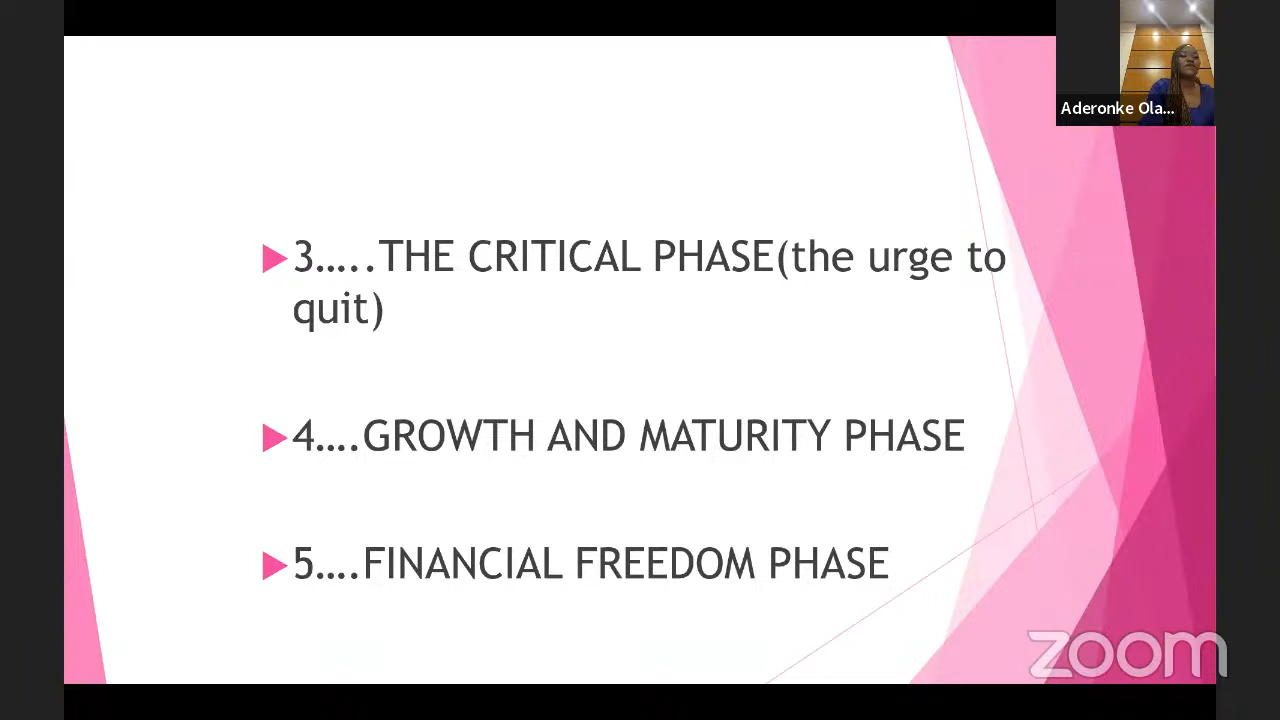 Aderonke Ola...
3…..THE CRITICAL PHASE(the urge to
quit)
4….GROWTH AND MATURITY PHASE
5….FINANCIAL FREEDOM PHASE
zoom